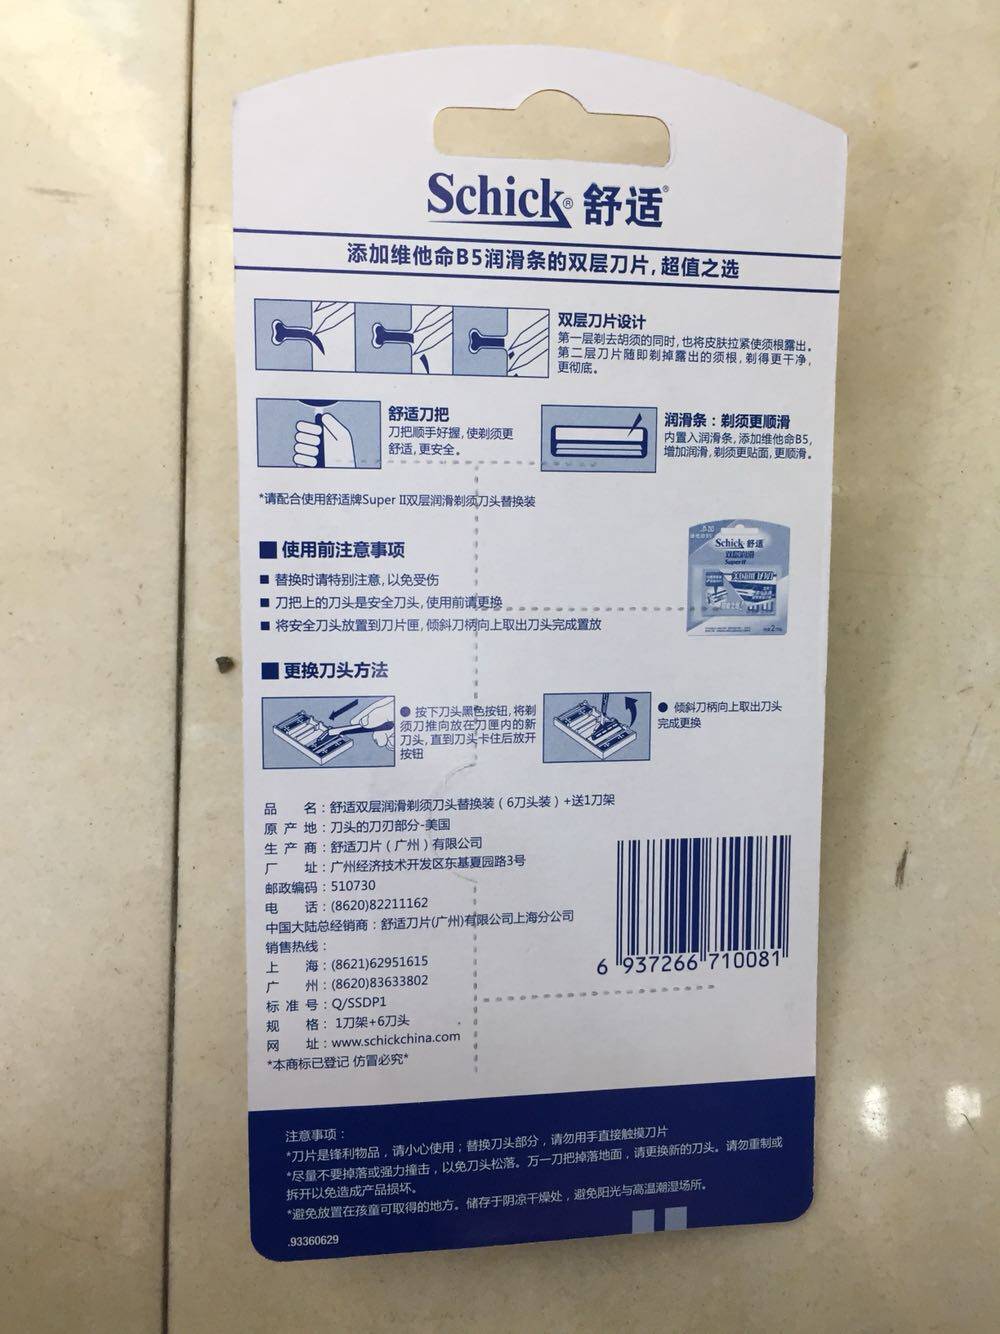 Schick® 舒适®
添加维他命B5润滑条的双层刀片,超值之选
双层刀片设计
第一层剃去胡须的同时,也将皮肤拉紧使须根露出。
第二层刀片随即剃掉露出的须根,剃得更干净,
更彻底。
舒适刀把
刀把顺手好握,使剃须更
舒适,更安全。
润滑条:剃须更顺滑
内置入润滑条,添加维他命B5,
增加润滑,剃须更贴面,更顺滑。
*请配合使用舒适牌Super II双层润滑剃须刀头替换装
Schick 舒适
双层润滑
Super II
■ 使用前注意事项
■ 替换时请特别注意,以免受伤
■ 刀把上的刀头是安全刀头,使用前请更换
■ 将安全刀头放置到刀片匣,倾斜刀柄向上取出刀头完成置放
■ 更换刀头方法
● 按下刀头黑色按钮,将剃
须刀推向放在刀匣内的新
刀头,直到刀头卡住后放开
按钮
● 倾斜刀柄向上取出刀头
完成更换
品 名:舒适双层润滑剃须刀头替换装(6刀头装)+送1刀架
原 产 地:刀头的刀刃部分-美国
生 产 商:舒适刀片(广州)有限公司
厂 址:广州经济技术开发区东基夏园路3号
邮政编码:510730
电 话:(8620)82211162
中国大陆总经销商:舒适刀片(广州)有限公司上海分公司
销售热线:
上 海:(8621)62951615
广 州:(8620)83633802
标 准 号:Q/SSDP1
规 格:1刀架+6刀头
网 址:www.schickchina.com
*本商标已登记 仿冒必究*
6 937266 710081
注意事项:
*刀片是锋利物品,请小心使用;替换刀头部分,请勿用手直接触摸刀片
*尽量不要掉落或强力撞击,以免刀头松落。万一刀把掉落地面,请更换新的刀头。请勿重制或
拆开以免造成产品损坏。
*避免放置在孩童可取得的地方。储存于阴凉干燥处,避免阳光与高温潮湿场所。
.93360629